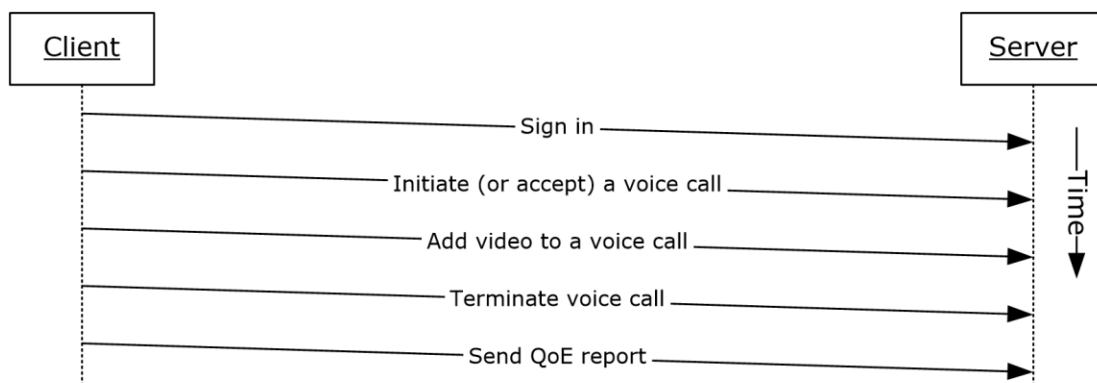 Client
Server
Sign in
Initiate (or accept) a voice call
Add video to a voice call
Terminate voice call
Send QoE report
Time